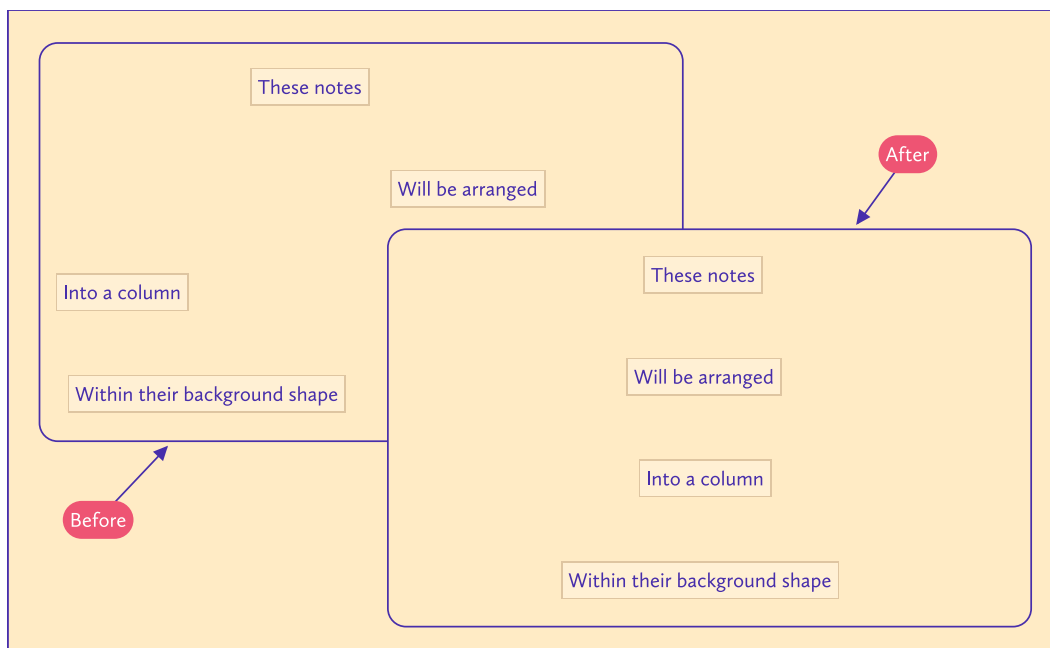 These notes
Will be arranged
Into a column
Within their background shape
Before
After
These notes
Will be arranged
Into a column
Within their background shape